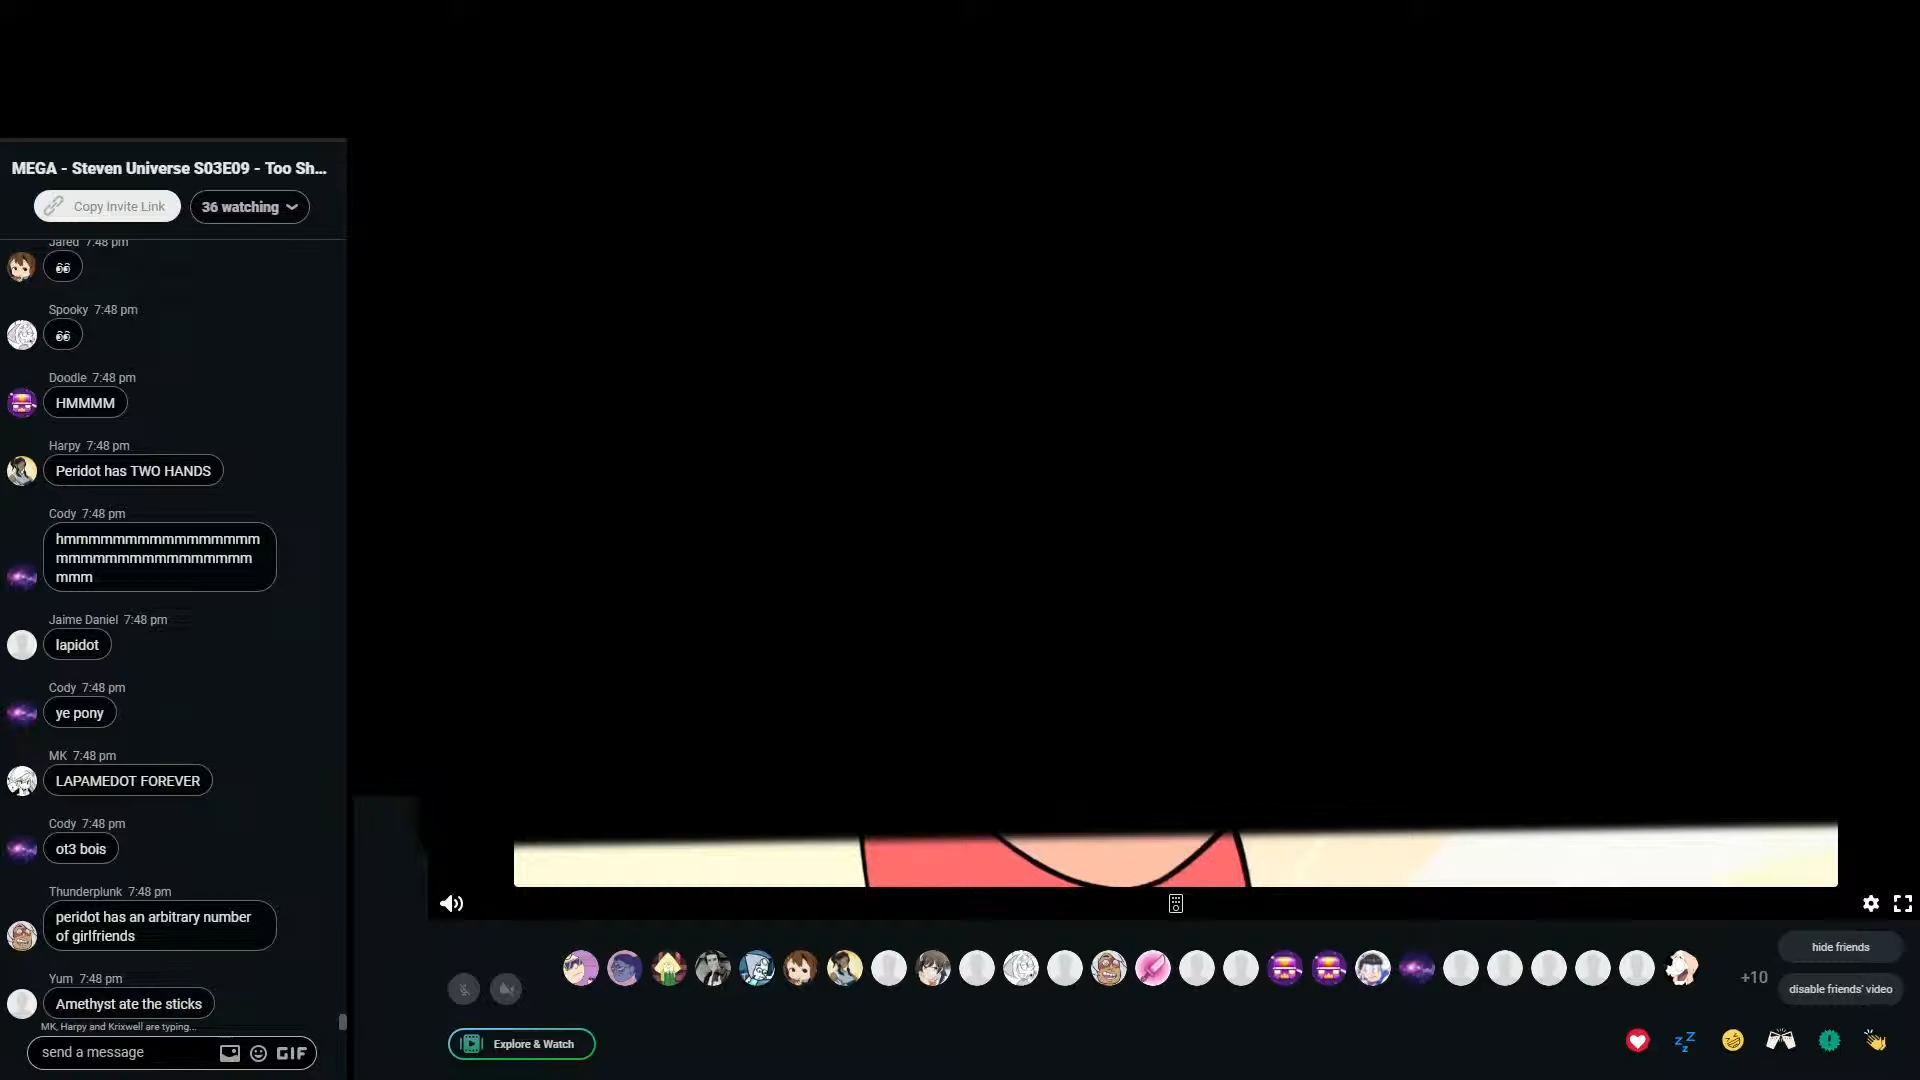 MEGA - Steven Universe S03E09 - Too Sh...
Copy Invite Link
36 watching
Jared 7:48 pm
Spooky 7:48 pm
Doodle 7:48 pm
HMMMM
Harpy 7:48 pm
Peridot has TWO HANDS
Cody 7:48 pm
hmmmmmmmmmmmmmmmm
mmmmmmmmmmmmmmmm
mmm
Jaime Daniel 7:48 pm
lapidot
Cody 7:48 pm
ye pony
MK 7:48 pm
LAPAMEDOT FOREVER
Cody 7:48 pm
ot3 bois
Thunderplunk 7:48 pm
peridot has an arbitrary number
of girlfriends
Yum 7:48 pm
Amethyst ate the sticks
MK, Harpy and Krixwell are typing...
send a message
GIF
hide friends
+10
disable friends' video
Explore & Watch
z z z